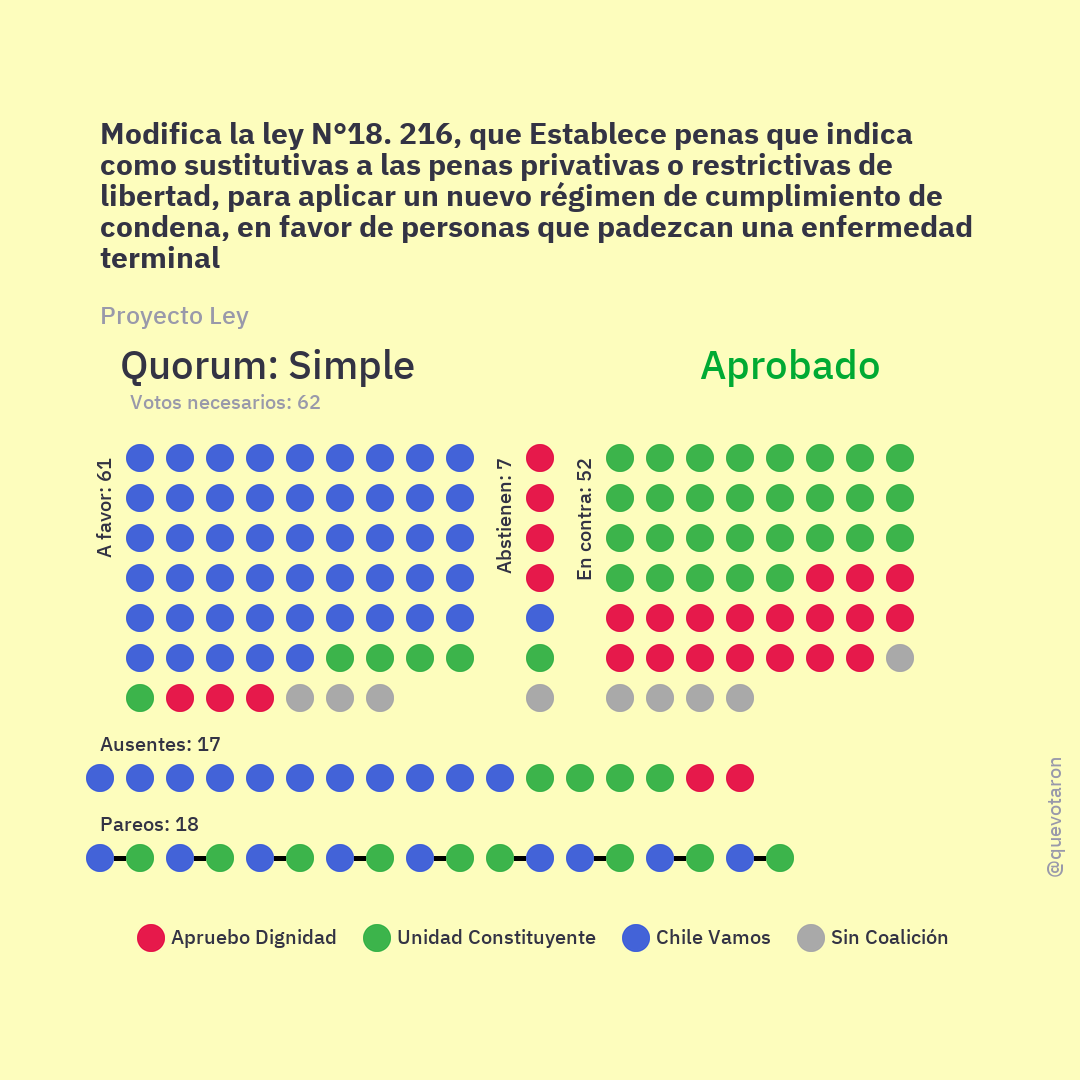 Modifica la ley N°18. 216, que Establece penas que indica
como sustitutivas a las penas privativas o restrictivas de
libertad, para aplicar un nuevo régimen de cumplimiento de
condena, en favor de personas que padezcan una enfermedad
terminal
Proyecto Ley
Quorum: Simple
Aprobado
Votos necesarios: 62
A favor: 61
Abstienen: 7
En contra: 52
Ausentes: 17
Pareos: 18
@quevotaron
Apruebo Dignidad
Unidad Constituyente
Chile Vamos
Sin Coalición